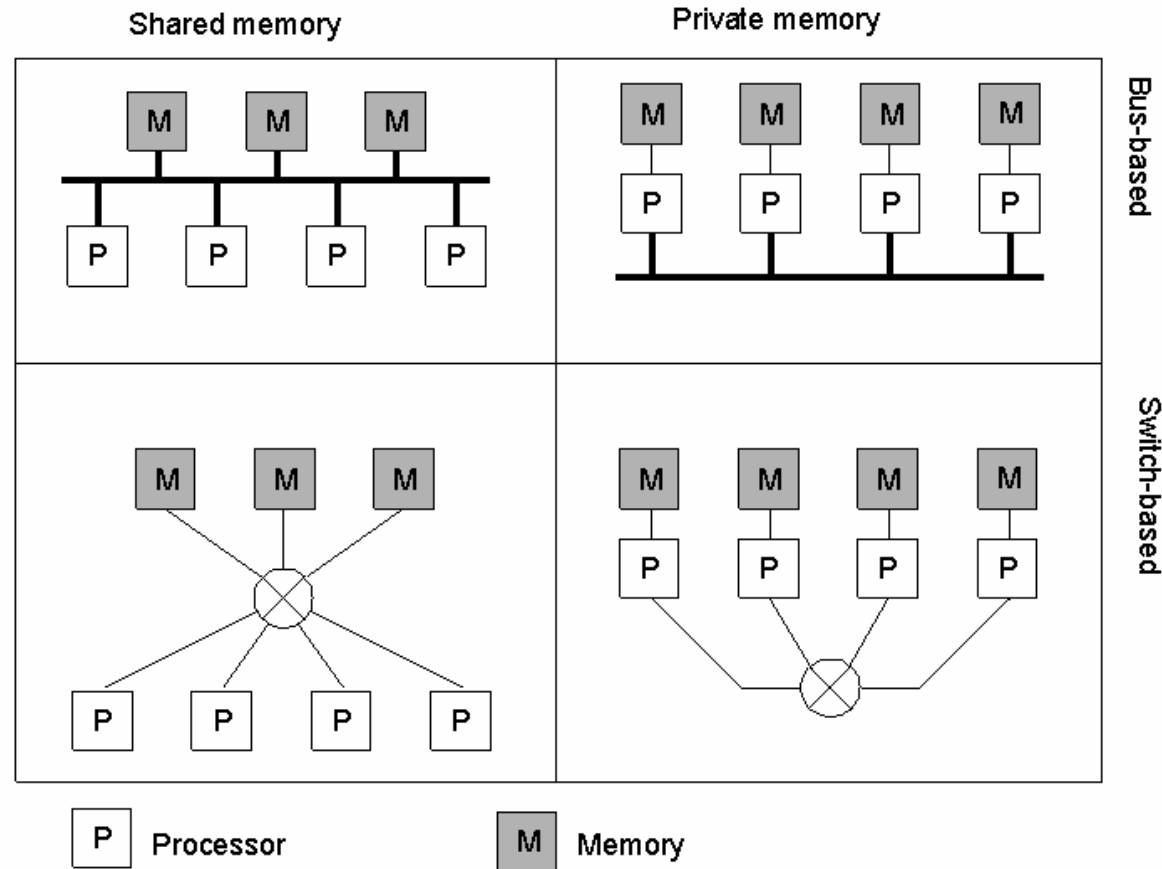 Shared memory
Private memory
M M M
P P P P
M M M M
P P P P
Bus-based
M M M
P P P P
M M M M
P P P P
Switch-based
P Processor
M Memory